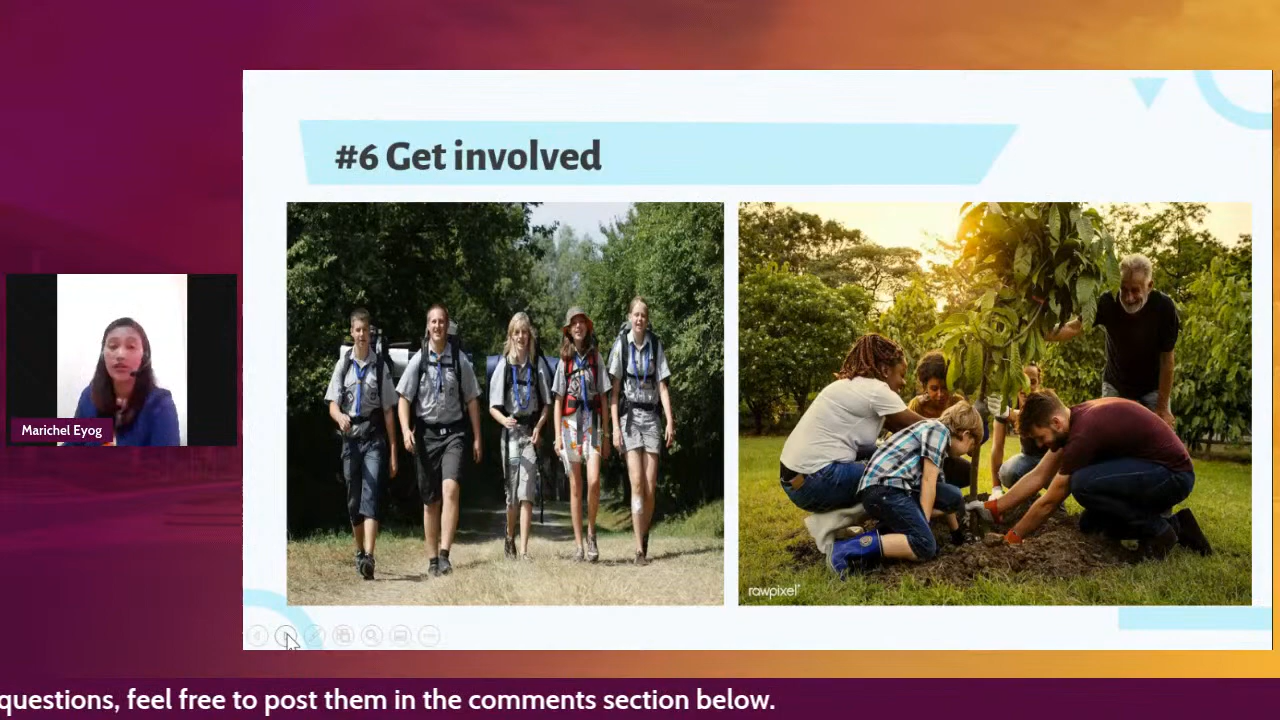 #6 Get involved
Marichel Eyog
rawpixel
questions, feel free to post them in the comments section below.